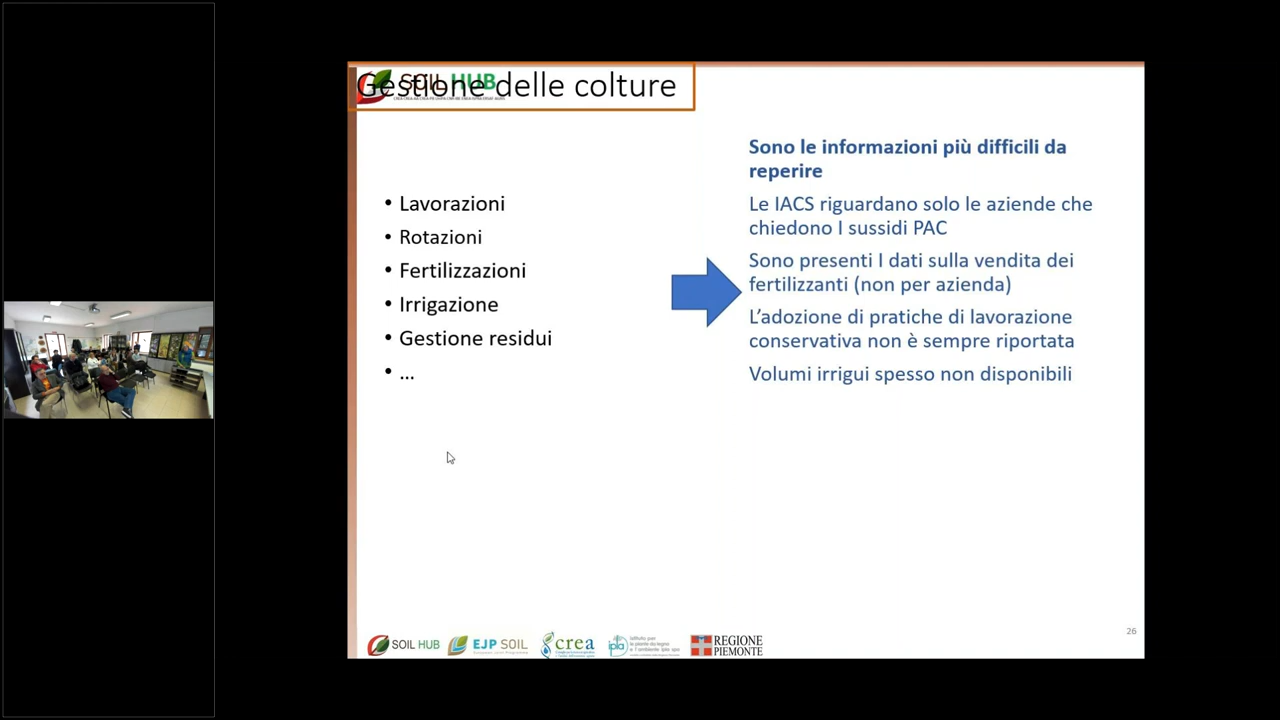 Gestione delle colture
SOIL HUB
• Lavorazioni
• Rotazioni
• Fertilizzazioni
• Irrigazione
• Gestione residui
• ...
Sono le informazioni più difficili da
reperire
Le IACS riguardano solo le aziende che
chiedono I sussidi PAC
Sono presenti I dati sulla vendita dei
fertilizzanti (non per azienda)
L’adozione di pratiche di lavorazione
conservativa non è sempre riportata
Volumi irrigui spesso non disponibili
26
SOIL HUB
EJP SOIL
crea
ipla
REGIONE
PIEMONTE